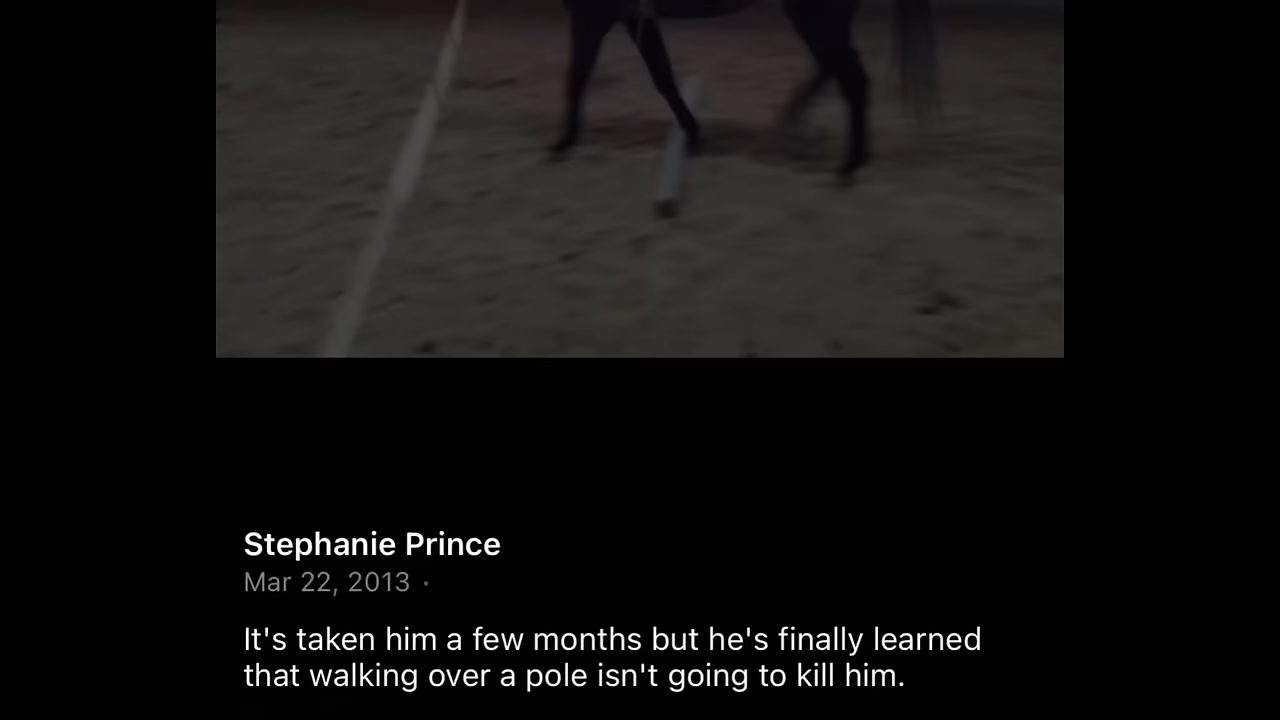 Stephanie Prince
Mar 22, 2013 ·
It's taken him a few months but he's finally learned
that walking over a pole isn't going to kill him.